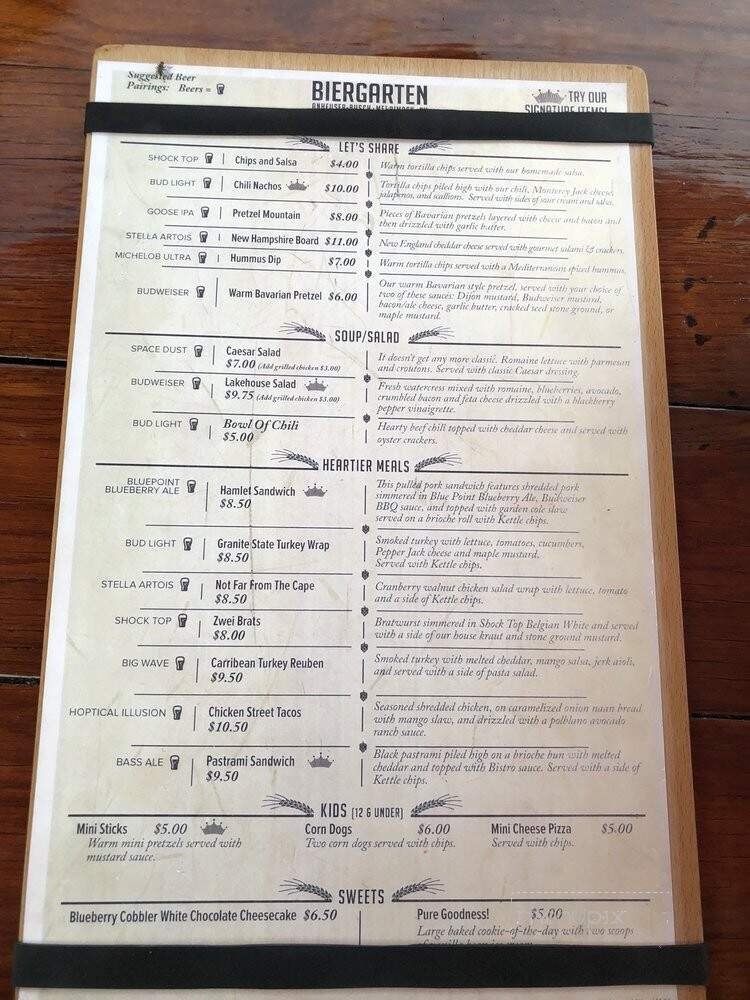 Suggested Beer
Pairings: Beers =
BIERGARTEN
ANHEUSER-BUSCH • MERRIMACK, NH
TRY OUR
SIGNATURE ITEMS!
LET'S SHARE
SHOCK TOP | Chips and Salsa $4.00
Warm tortilla chips served with our homemade salsa.
BUD LIGHT | Chili Nachos $10.00
Tortilla chips piled high with our chili, Monterey Jack cheese,
jalapenos, and scallions. Served with sides of sour cream and salsa.
GOOSE IPA | Pretzel Mountain $8.00
Pieces of Bavarian pretzels layered with cheese and bacon and
then drizzled with garlic butter.
STELLA ARTOIS | New Hampshire Board $11.00
New England cheddar cheese served with gourmet salami & crackers.
MICHELOB ULTRA | Hummus Dip $7.00
Warm tortilla chips served with a Mediterranean spiced hummus.
BUDWEISER Warm Bavarian Pretzel $6.00
Our warm Bavarian style pretzel, served with your choice of
two of these sauces: Dijon mustard, Budweiser mustard,
bacon/ale cheese, garlic butter, cracked seed stone ground, or
maple mustard.
SOUP/SALAD
SPACE DUST | Caesar Salad
$7.00 (Add grilled chicken $3.00)
It doesn't get any more classic. Romaine lettuce with parmesan
and croutons. Served with classic Caesar dressing.
BUDWEISER | Lakehouse Salad
$9.75 (Add grilled chicken $3.00)
Fresh watercress mixed with romaine, blueberries, avocado,
crumbled bacon and feta cheese drizzled with a blackberry
pepper vinaigrette.
BUD LIGHT | Bowl Of Chili
$5.00
Hearty beef chili topped with cheddar cheese and served with
oyster crackers.
HEARTIER MEALS
BLUEPOINT
BLUEBERRY ALE | Hamlet Sandwich
$8.50
This pulled pork sandwich features shredded pork
simmered in Blue Point Blueberry Ale, Budweiser
BBQ sauce, and topped with garden cole slaw
served on a brioche roll with Kettle chips.
BUD LIGHT | Granite State Turkey Wrap
$8.50
Smoked turkey with lettuce, tomatoes, cucumbers,
Pepper Jack cheese and maple mustard.
Served with Kettle chips.
STELLA ARTOIS | Not Far From The Cape
$8.50
Cranberry walnut chicken salad wrap with lettuce, tomato
and a side of Kettle chips.
SHOCK TOP | Zwei Brats
$8.00
Bratwurst simmered in Shock Top Belgian White and served
with a side of our house kraut and stone ground mustard.
BIG WAVE | Carribean Turkey Reuben
$9.50
Smoked turkey with melted cheddar, mango salsa, jerk aioli,
and served with a side of pasta salad.
HOPTICAL ILLUSION | Chicken Street Tacos
$10.50
Seasoned shredded chicken, on caramelized onion naan bread
with mango slaw, and drizzled with a polblano avocado
ranch sauce.
BASS ALE | Pastrami Sandwich
$9.50
Black pastrami piled high on a brioche bun with melted
cheddar and topped with Bistro sauce. Served with a side of
Kettle chips.
KIDS (12 & UNDER)
Mini Sticks $5.00
Warm mini pretzels served with
mustard sauce.
Corn Dogs $6.00
Two corn dogs served with chips.
Mini Cheese Pizza $5.00
Served with chips.
SWEETS
Blueberry Cobbler White Chocolate Cheesecake $6.50
Pure Goodness! $5.00
Large baked cookie-of-the-day with two scoops